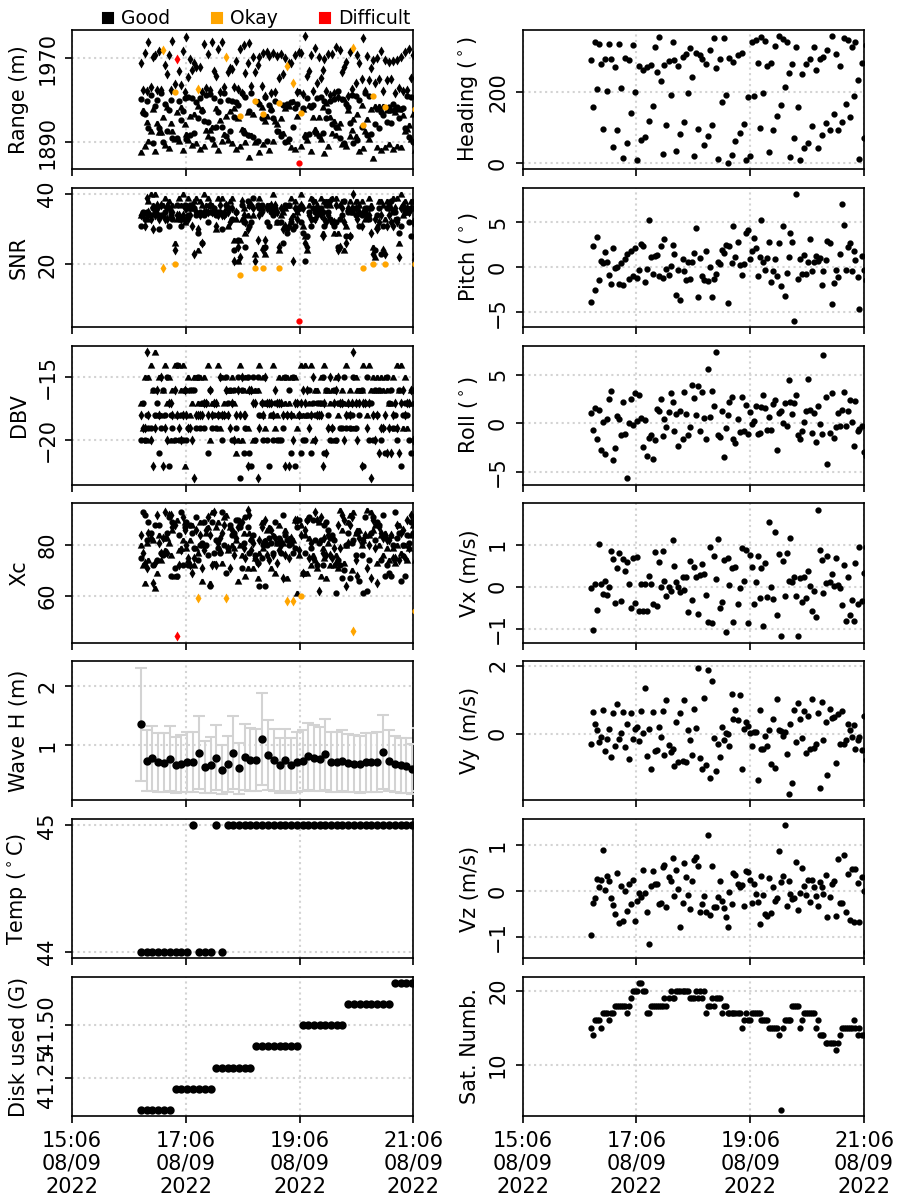 Good Okay Difficult
Range (m)
1970
1890
Heading (°)
200
0
SNR
40
20
Pitch (°)
5
0
−5
DBV
−15
−20
Roll (°)
5
0
−5
Xc
80
60
Vx (m/s)
1
0
−1
Wave H (m)
2
1
Vy (m/s)
2
0
Temp (°C)
45
44
Vz (m/s)
1
0
−1
Disk used (G)
41.50
41.25
Sat. Numb.
20
10
15:06 17:06 19:06 21:06
08/09 08/09 08/09 08/09
2022 2022 2022 2022
15:06 17:06 19:06 21:06
08/09 08/09 08/09 08/09
2022 2022 2022 2022